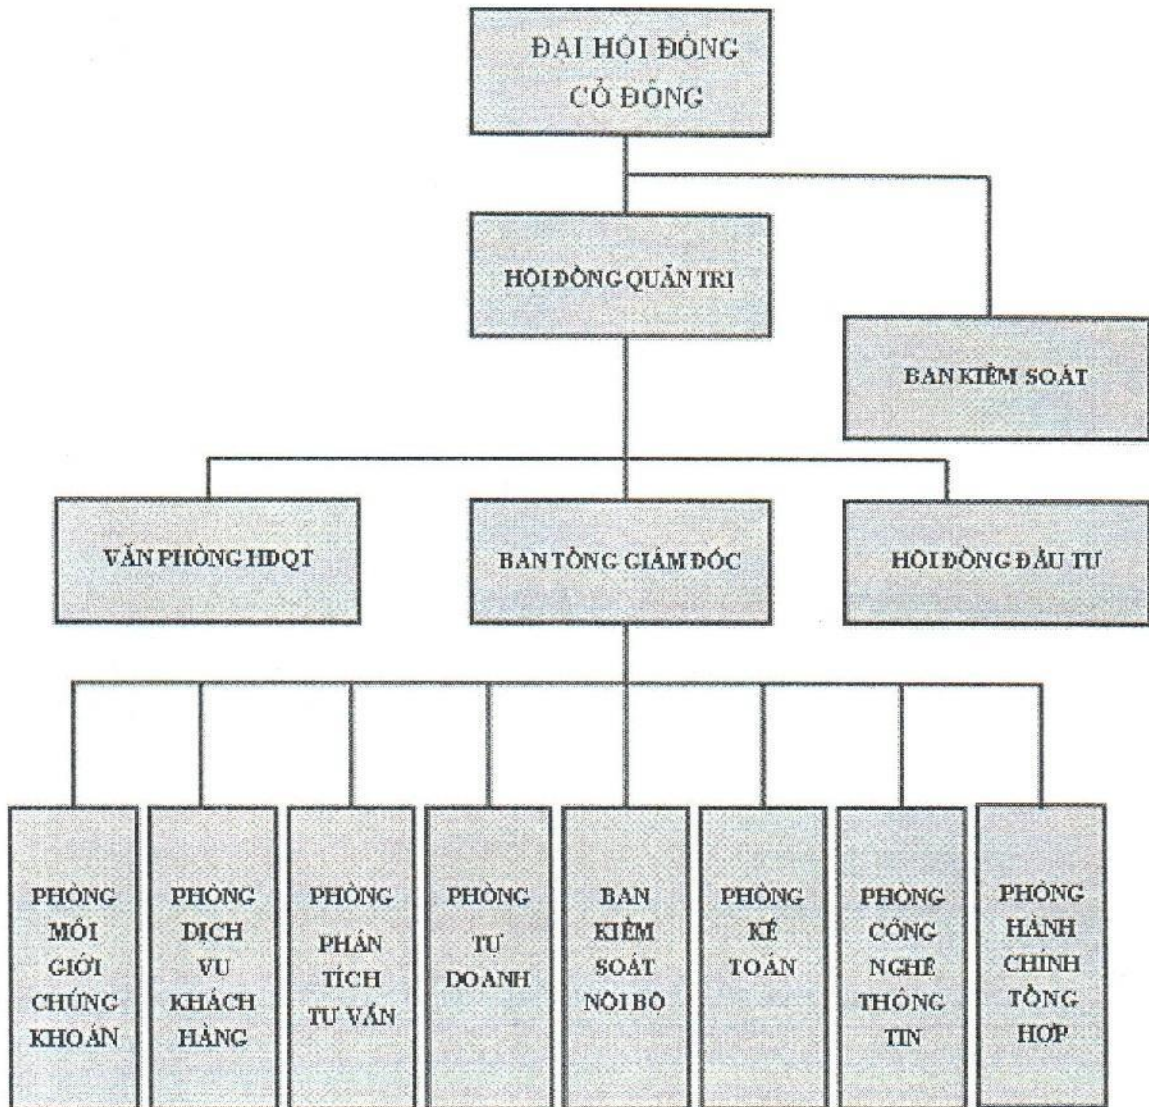 ĐẠI HỘI ĐỒNG
CỔ ĐÔNG
HỘI ĐỒNG QUẢN TRỊ
BAN KIỂM SOÁT
VĂN PHÒNG HĐQT
BAN TỔNG GIÁM ĐỐC
HỘI ĐỒNG ĐẦU TƯ
PHÒNG
MÔI
GIỚI
CHỨNG
KHOÁN
PHÒNG
DỊCH
VỤ
KHÁCH
HÀNG
PHÒNG
PHÂN
TÍCH
TƯ VẤN
PHÒNG
TỰ
DOANH
BAN
KIỂM
SOÁT
NỘI BỘ
PHÒNG
KẾ
TOÁN
PHÒNG
CÔNG
NGHỆ
THÔNG
TIN
PHÒNG
HÀNH
CHÍNH
TỔNG
HỢP